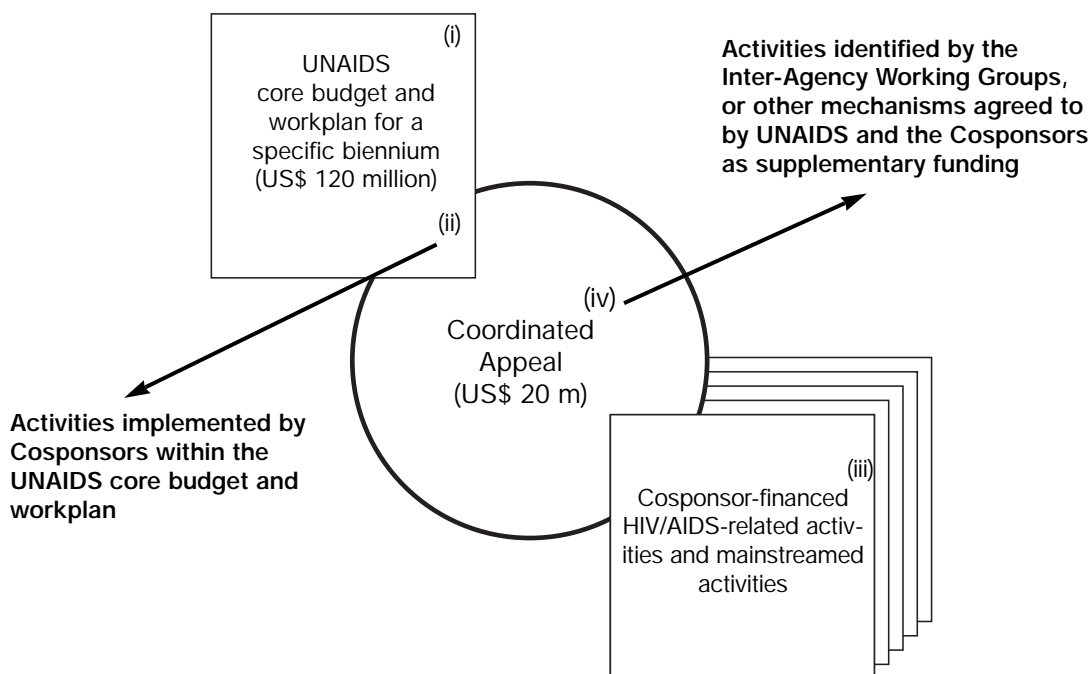 (i)
UNAIDS
core budget and
workplan for a
specific biennium
(US$ 120 million)
(ii)
Activities identified by the
Inter-Agency Working Groups,
or other mechanisms agreed to
by UNAIDS and the Cosponsors
as supplementary funding
(iv)
Coordinated
Appeal
(US$ 20 m)
Activities implemented by
Cosponsors within the
UNAIDS core budget and
workplan
(iii)
Cosponsor-financed
HIV/AIDS-related activ-
ities and mainstreamed
activities